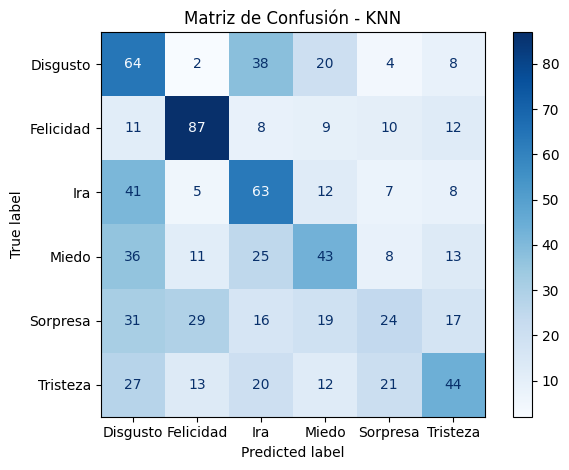 Matriz de Confusión - KNN
True label
Disgusto 64 2 38 20 4 8
Felicidad 11 87 8 9 10 12
Ira 41 5 63 12 7 8
Miedo 36 11 25 43 8 13
Sorpresa 31 29 16 19 24 17
Tristeza 27 13 20 12 21 44
Disgusto Felicidad Ira Miedo Sorpresa Tristeza
Predicted label
80
70
60
50
40
30
20
10